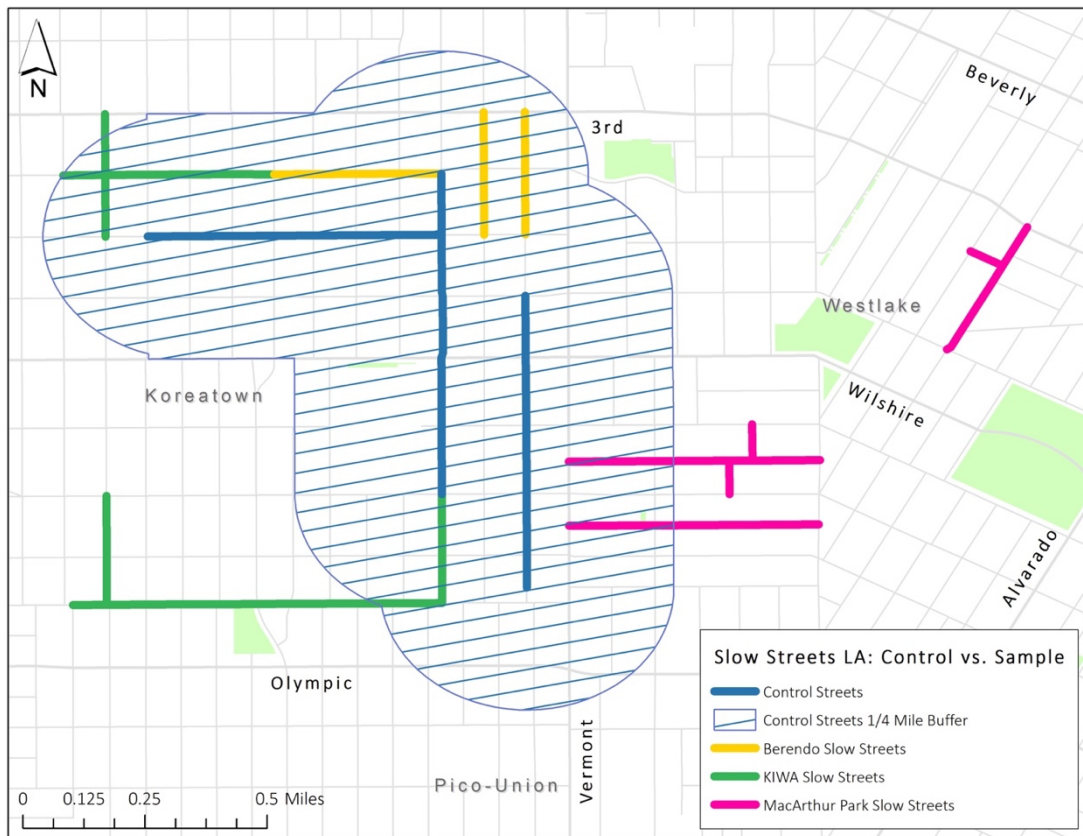 N
Beverly
3rd
Westlake
Koreatown
Wilshire
Alvarado
Olympic
Vermont
Pico-Union
0 0.125 0.25 0.5 Miles
Slow Streets LA: Control vs. Sample
Control Streets
Control Streets 1/4 Mile Buffer
Berendo Slow Streets
KIWA Slow Streets
MacArthur Park Slow Streets